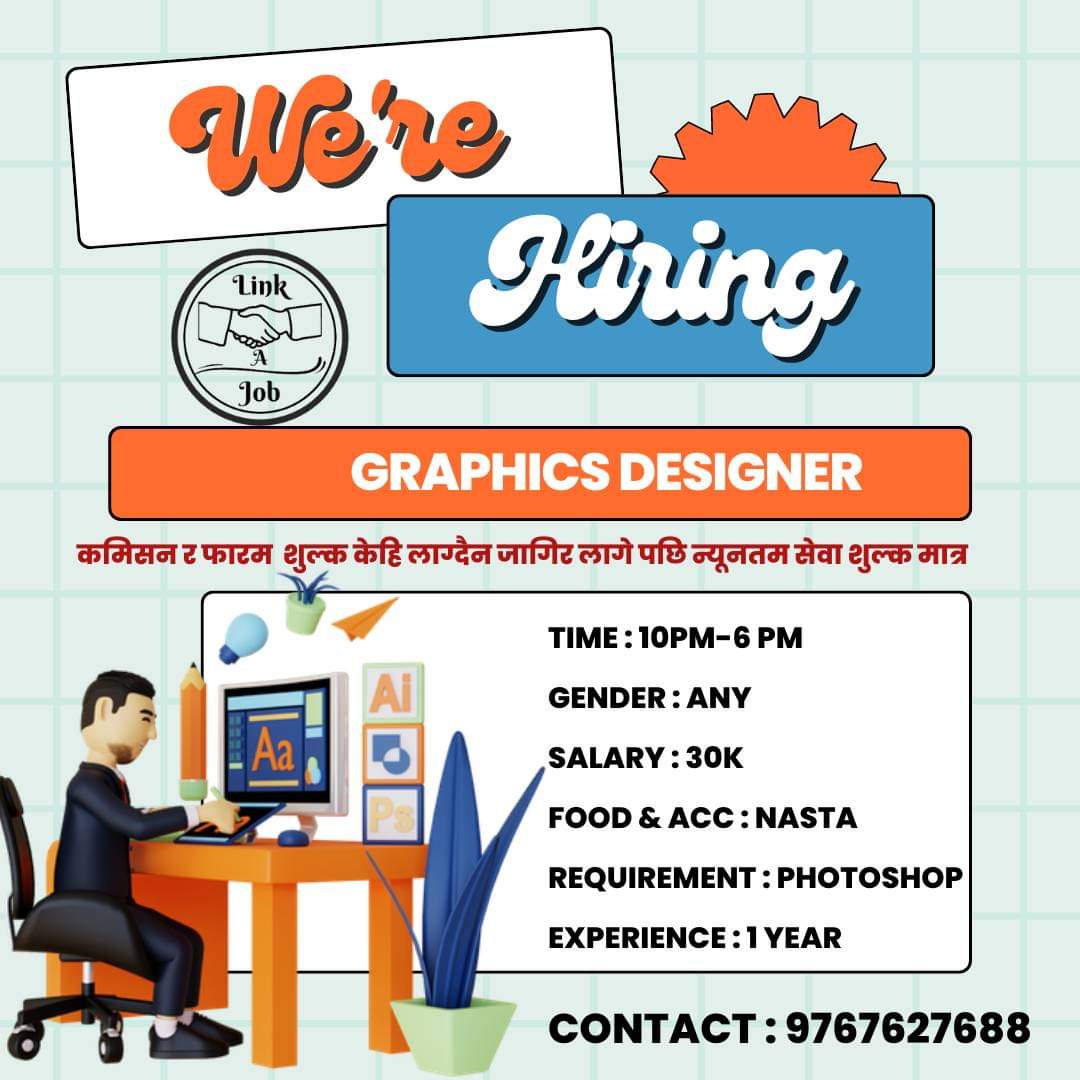 We're
Hiring
Link
A
Job
GRAPHICS DESIGNER
कमिसन र फारम शुल्क केहि लाग्दैन जागिर लागे पछि न्यूनतम सेवा शुल्क मात्र
TIME : 10PM-6 PM
GENDER : ANY
SALARY : 30K
FOOD & ACC : NASTA
REQUIREMENT : PHOTOSHOP
EXPERIENCE : 1 YEAR
Ai
Aa
Ps
CONTACT : 9767627688